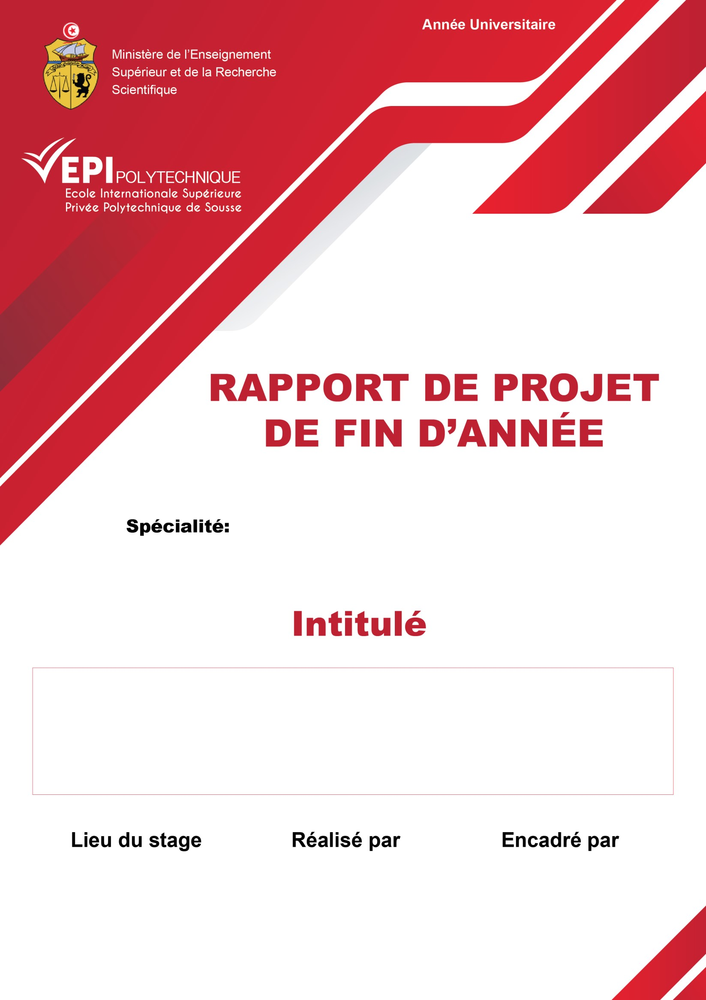 Année Universitaire
Ministère de l’Enseignement
Supérieur et de la Recherche
Scientifique
EPI POLYTECHNIQUE
Ecole Internationale Supérieure
Privée Polytechnique de Sousse
RAPPORT DE PROJET
DE FIN D’ANNÉE
Spécialité:
Intitulé
Lieu du stage
Réalisé par
Encadré par